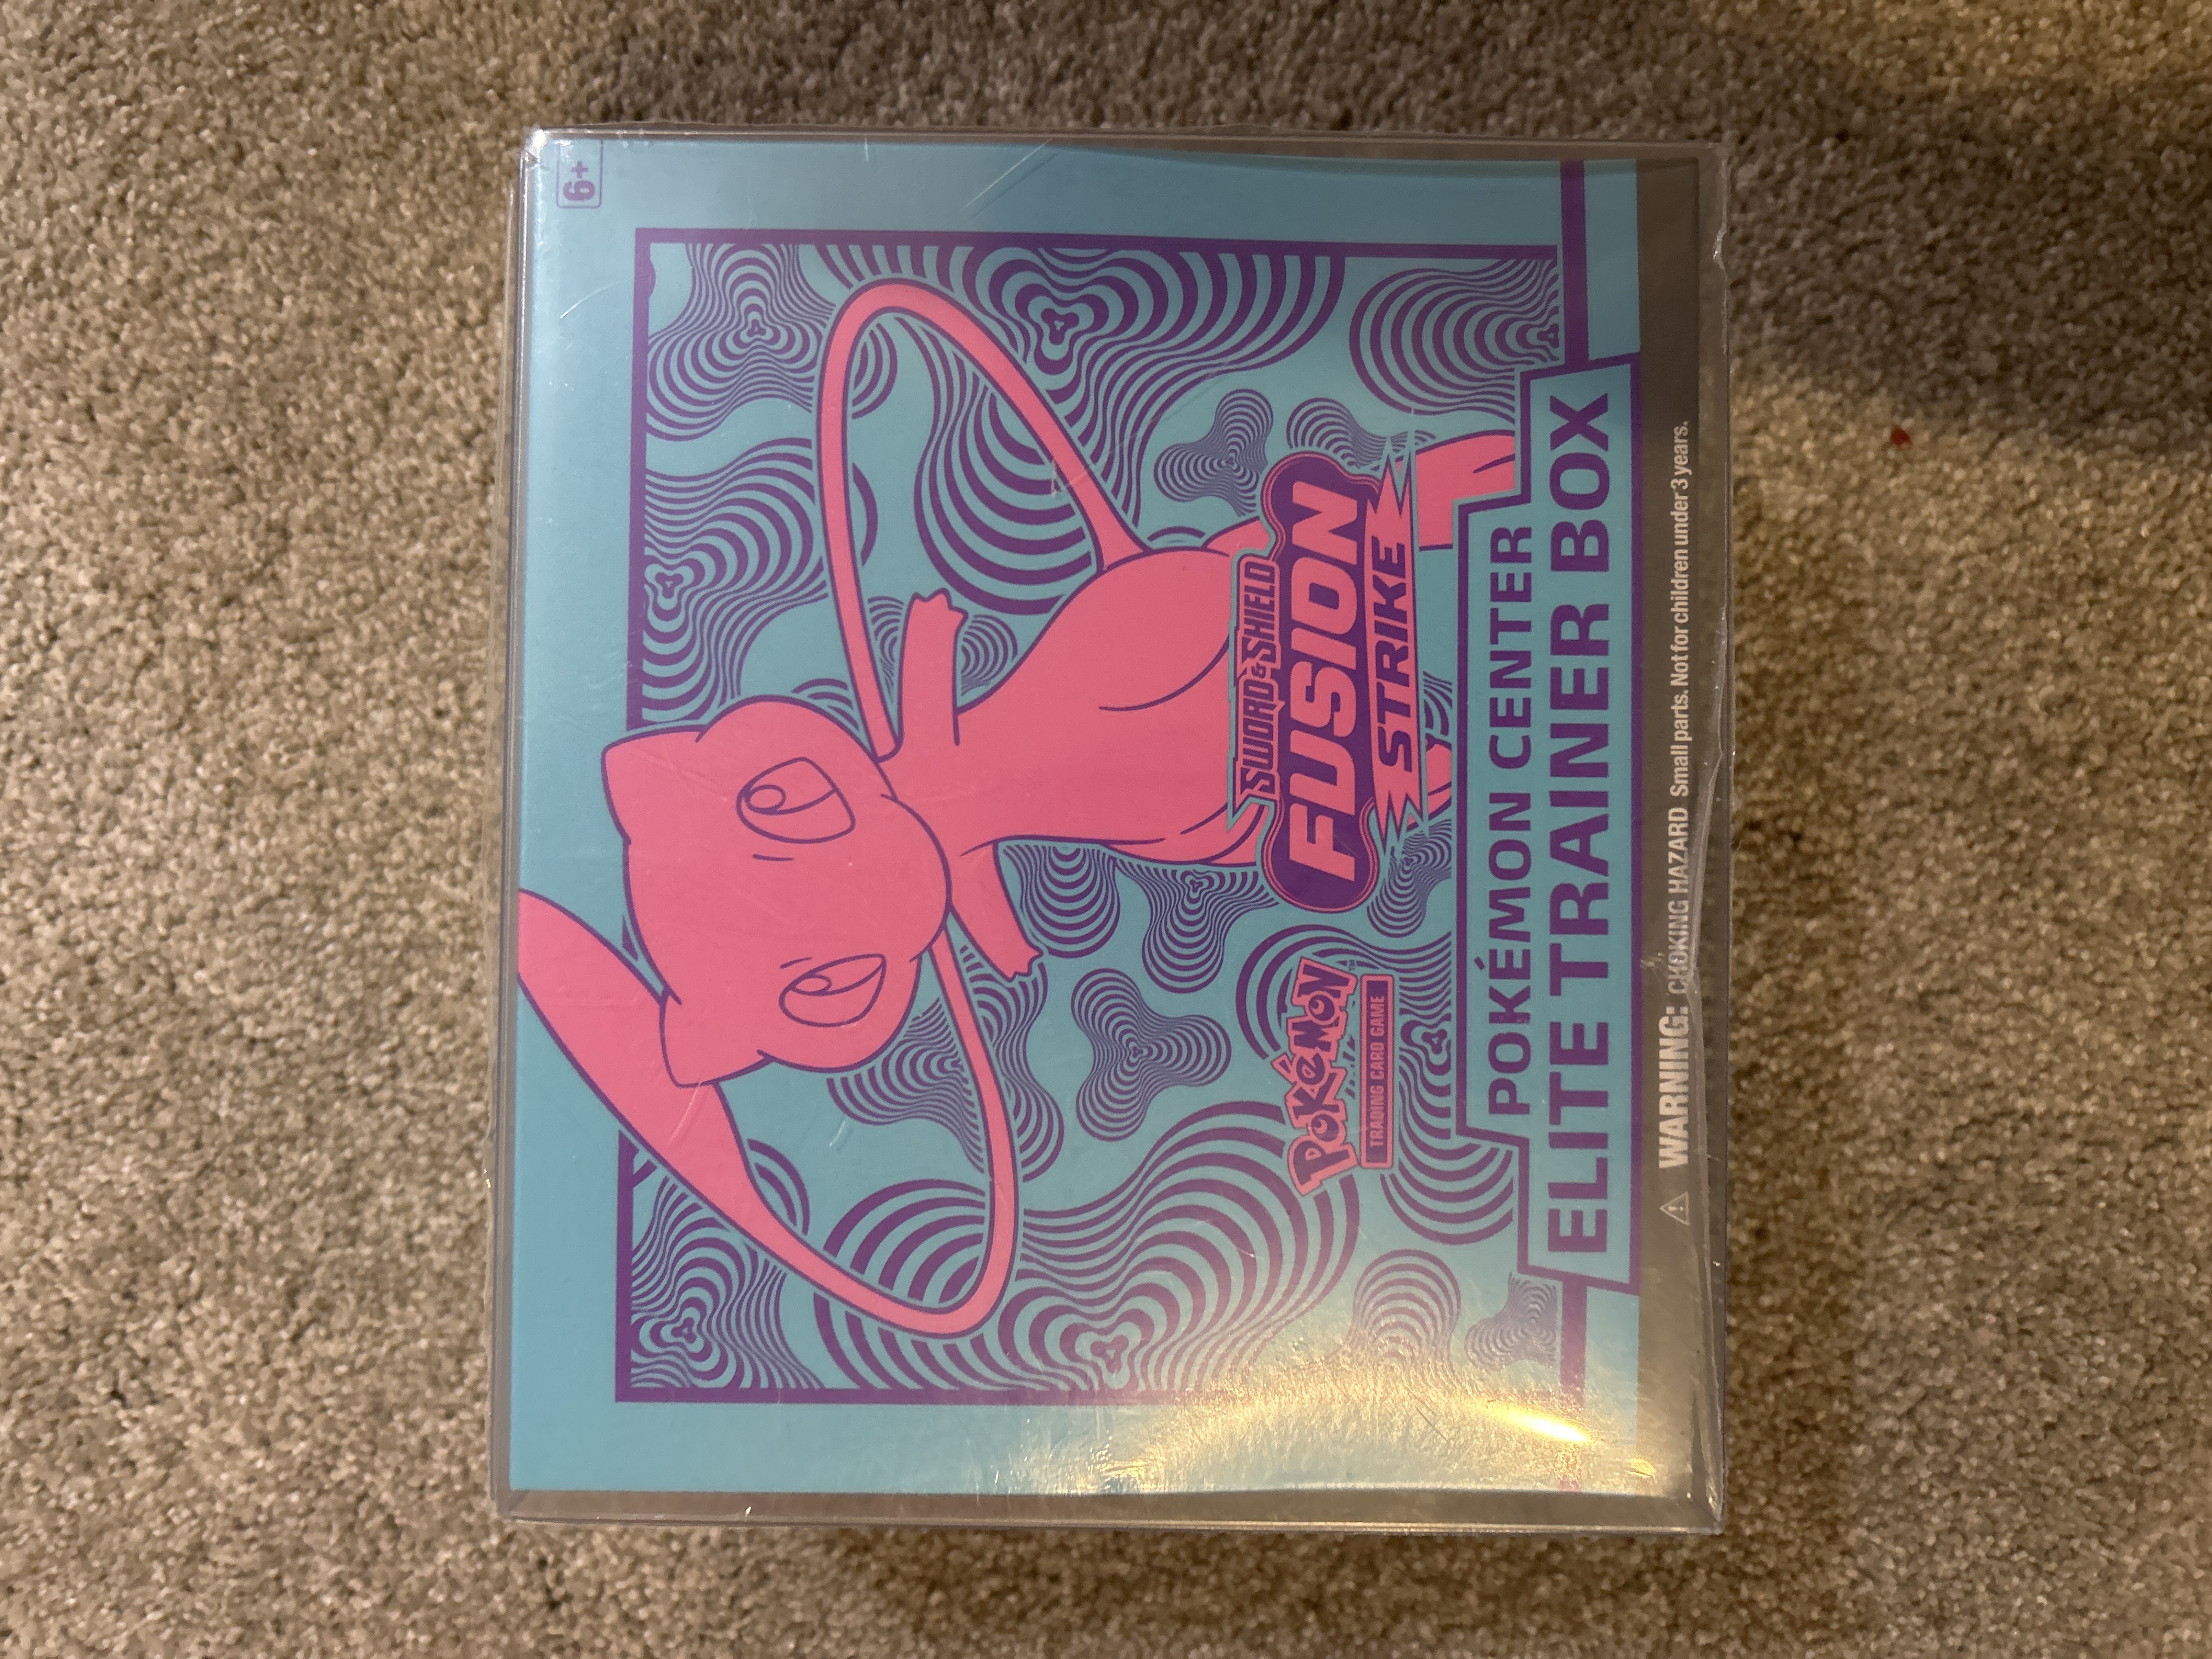 6+
SWORD & SHIELD
FUSION
STRIKE
POKéMON™
TRADING CARD GAME
POKÉMON CENTER
ELITE TRAINER BOX
⚠ WARNING: CHOKING HAZARD Small parts. Not for children under 3 years.